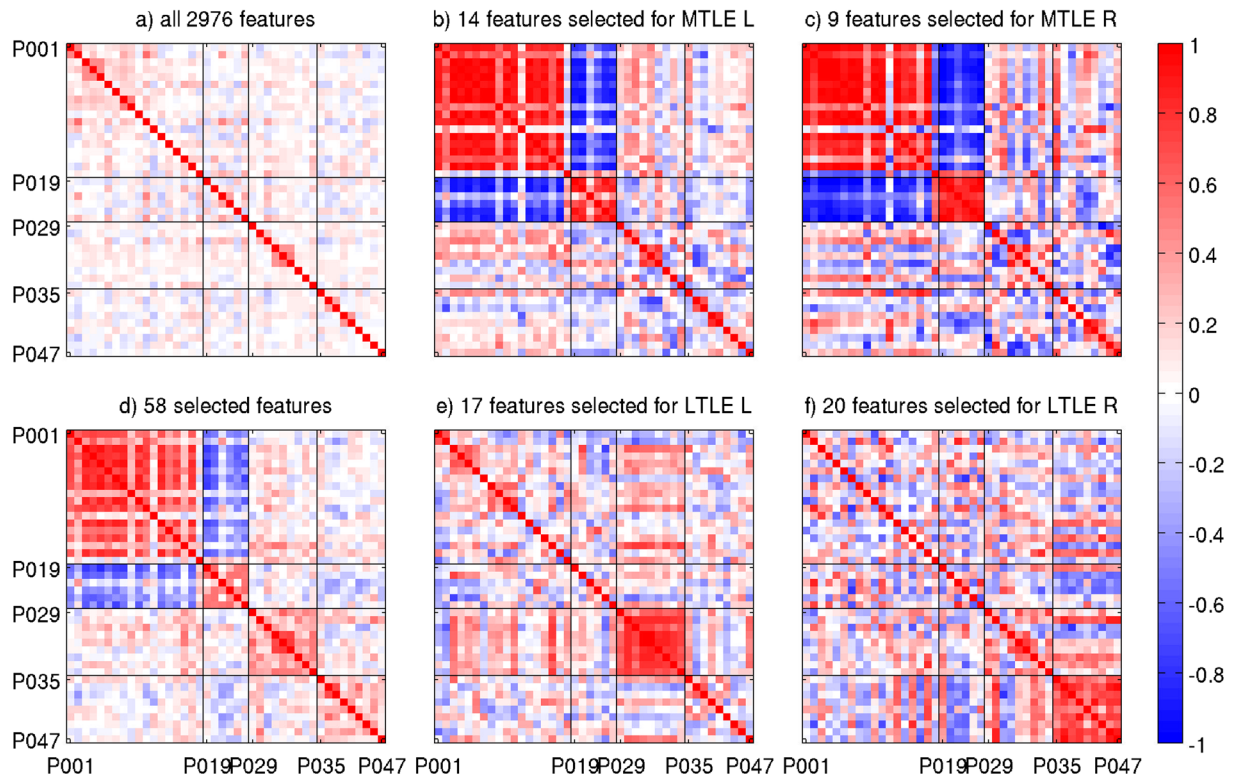 a) all 2976 features
b) 14 features selected for MTLE L
c) 9 features selected for MTLE R
P001
P019
P029
P035
P047
1
0.8
0.6
0.4
0.2
0
-0.2
-0.4
-0.6
-0.8
-1
d) 58 selected features
e) 17 features selected for LTLE L
f) 20 features selected for LTLE R
P001
P019
P029
P035
P047
P001 P019 P029 P035 P047
P001 P019 P029 P035 P047
P001 P019 P029 P035 P047